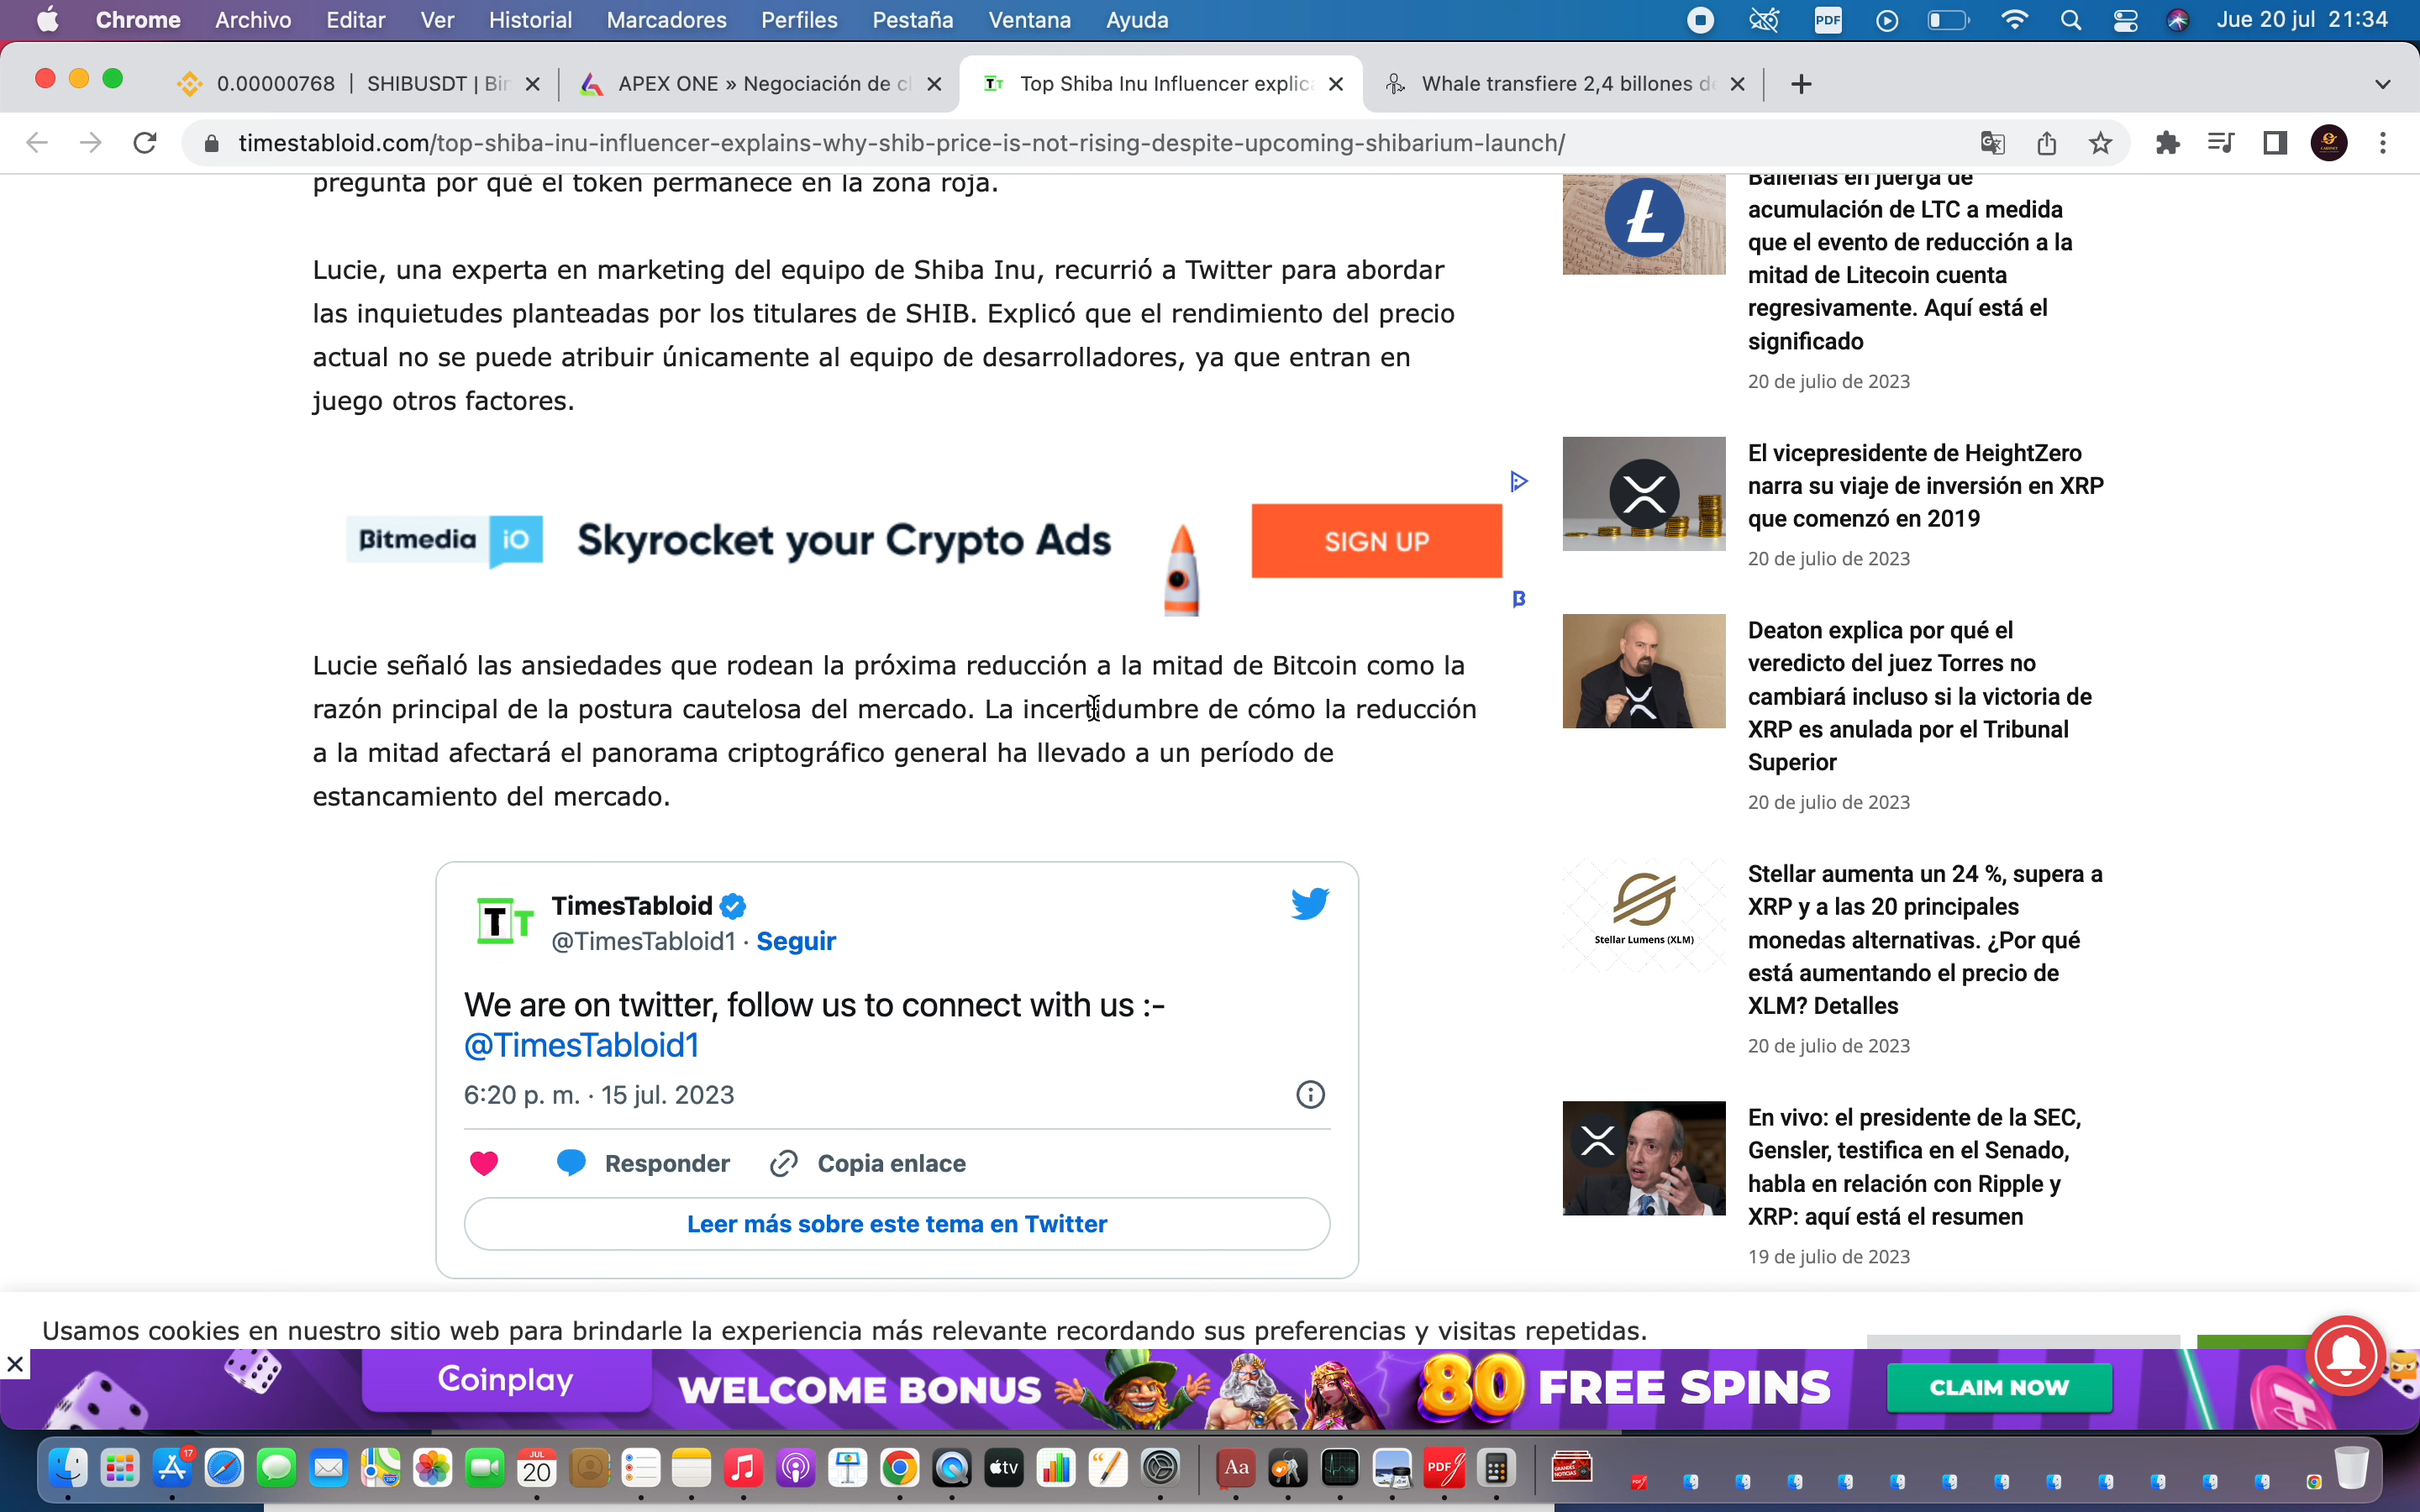 Chrome Archivo Editar Ver Historial Marcadores Perfiles Pestaña Ventana Ayuda
PDF
Jue 20 jul 21:34
0.00000768 | SHIBUSDT | Bin
APEX ONE » Negociación de cl
Top Shiba Inu Influencer explica
Whale transfiere 2,4 billones de
timestabloid.com/top-shiba-inu-influencer-explains-why-shib-price-is-not-rising-despite-upcoming-shibarium-launch/
pregunta por qué el token permanece en la zona roja.
Lucie, una experta en marketing del equipo de Shiba Inu, recurrió a Twitter para abordar
las inquietudes planteadas por los titulares de SHIB. Explicó que el rendimiento del precio
actual no se puede atribuir únicamente al equipo de desarrolladores, ya que entran en
juego otros factores.
Bitmedia iO
Skyrocket your Crypto Ads
SIGN UP
Lucie señaló las ansiedades que rodean la próxima reducción a la mitad de Bitcoin como la
razón principal de la postura cautelosa del mercado. La incertidumbre de cómo la reducción
a la mitad afectará el panorama criptográfico general ha llevado a un período de
estancamiento del mercado.
TT
TimesTabloid
@TimesTabloid1 · Seguir
We are on twitter, follow us to connect with us :-
@TimesTabloid1
6:20 p. m. · 15 jul. 2023
Responder
Copia enlace
Leer más sobre este tema en Twitter
Ballenas en juerga de
acumulación de LTC a medida
que el evento de reducción a la
mitad de Litecoin cuenta
regresivamente. Aquí está el
significado
20 de julio de 2023
El vicepresidente de HeightZero
narra su viaje de inversión en XRP
que comenzó en 2019
20 de julio de 2023
Deaton explica por qué el
veredicto del juez Torres no
cambiará incluso si la victoria de
XRP es anulada por el Tribunal
Superior
20 de julio de 2023
Stellar Lumens (XLM)
Stellar aumenta un 24 %, supera a
XRP y a las 20 principales
monedas alternativas. ¿Por qué
está aumentando el precio de
XLM? Detalles
20 de julio de 2023
En vivo: el presidente de la SEC,
Gensler, testifica en el Senado,
habla en relación con Ripple y
XRP: aquí está el resumen
19 de julio de 2023
Usamos cookies en nuestro sitio web para brindarle la experiencia más relevante recordando sus preferencias y visitas repetidas.
Coinplay
WELCOME BONUS
80 FREE SPINS
CLAIM NOW
17
JUL
20
tv
Aa
PDF
GRANDES
NOTICIAS